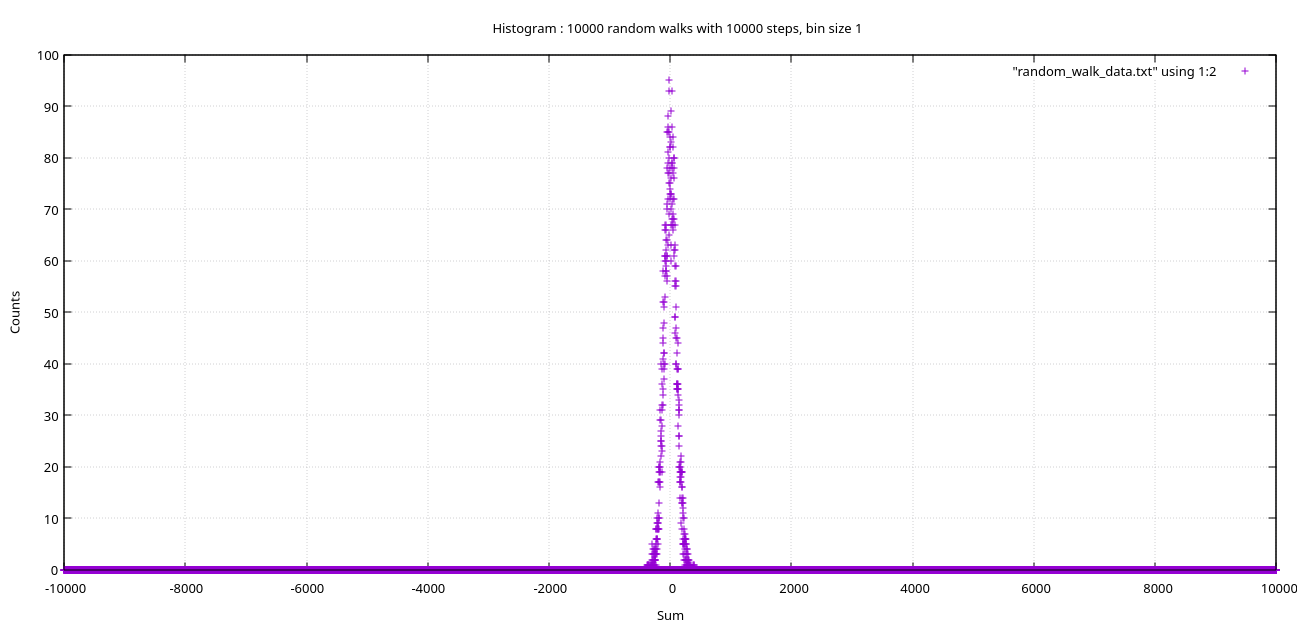 Histogram : 10000 random walks with 10000 steps, bin size 1
"random_walk_data.txt" using 1:2
100
90
80
70
60
50
40
30
20
10
0
Counts
-10000 -8000 -6000 -4000 -2000 0 2000 4000 6000 8000 10000
Sum